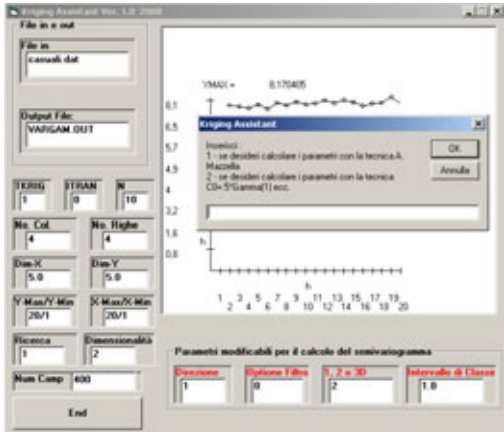 Kriging Assistant Ver. 1.0 2000
File in e out
File in
casuali.dat
Output File:
VARGAM.OUT
TKRIG ITRAN N
1 0 10
No. Col. No. Righe
4 4
Dim-X Dim-Y
5.0 5.0
Y-Max/Y-Min X-Max/X-Min
20/1 20/1
Ricerca Dimensionalità
1 2
Num Camp 400
End
YMAX = 8,170405
8,1
6,5
5,7
4,9
4
3,2
1,6
0,8
h
1 3 5 7 9 11 13 15 17 19
2 4 6 8 10 12 14 16 18 20
h
Kriging Assistant
Inserisci:
1 - se desideri calcolare i parametri con la tecnica A.
Mazzella
2 - se desideri calcolare i parametri con la tecnica
C0=.5*Gamma(1) ecc.
OK
Annulla
Parametri modificabili per il calcolo del semivariogramma
Direzione Optione Filtro 1, 2 o 3D Intervallo di Classe
1 0 2 1.0